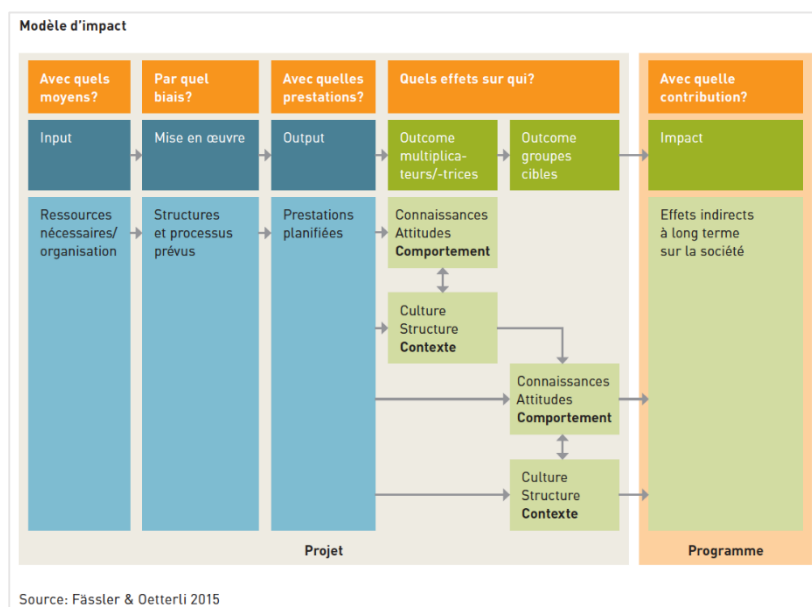 Modèle d'impact
Avec quels
moyens?
Par quel
biais?
Avec quelles
prestations?
Quels effets sur qui?
Avec quelle
contribution?
Input
Mise en œuvre
Output
Outcome
multiplica-
teurs/-trices
Outcome
groupes
cibles
Impact
Ressources
nécessaires/
organisation
Structures
et processus
prévus
Prestations
planifiées
Connaissances
Attitudes
Comportement
Effets indirects
à long terme
sur la société
Culture
Structure
Contexte
Connaissances
Attitudes
Comportement
Culture
Structure
Contexte
Projet
Programme
Source: Fässler & Oetterli 2015